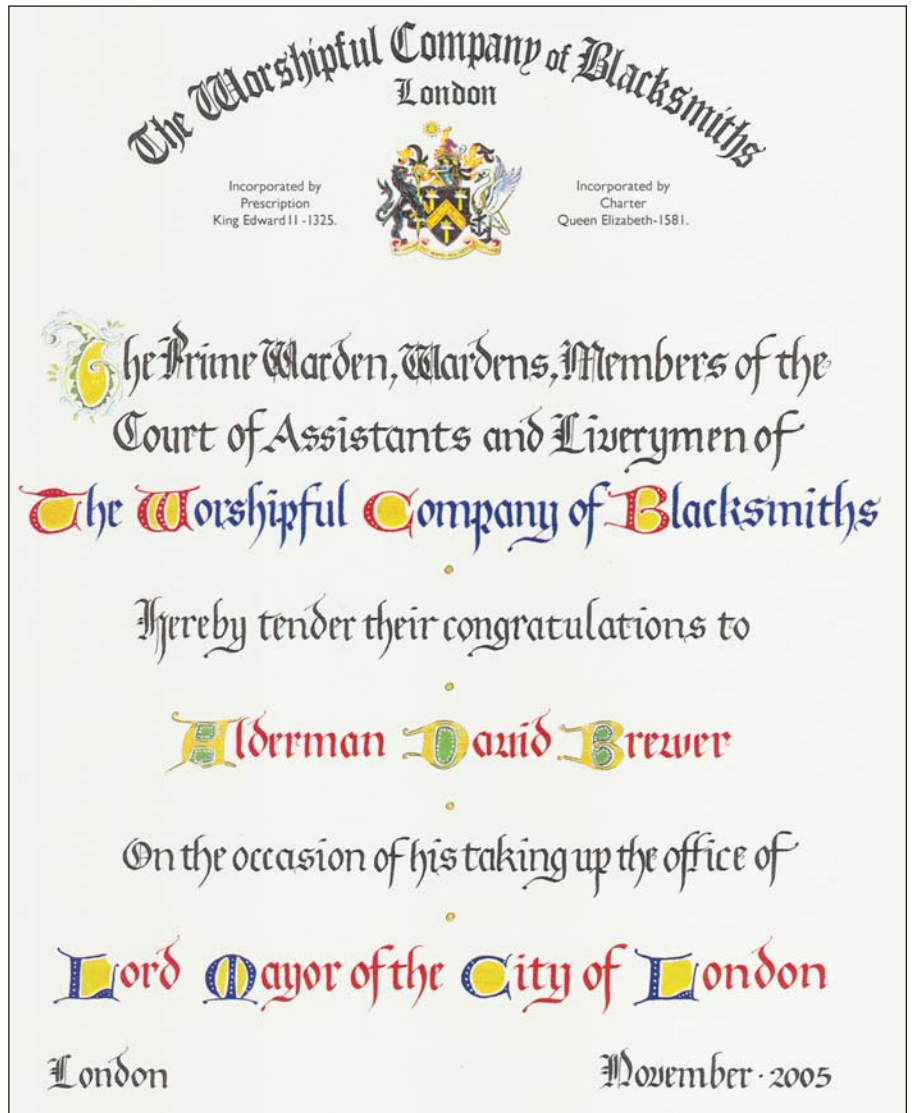 The Worshipful Company of Blacksmiths
London
Incorporated by
Prescription
King Edward II - 1325.
Incorporated by
Charter
Queen Elizabeth - 1581.
The Prime Warden, Wardens, Members of the
Court of Assistants and Liverymen of
The Worshipful Company of Blacksmiths
Hereby tender their congratulations to
Alderman David Brewer
On the occasion of his taking up the office of
Lord Mayor of the City of London
London
November · 2005